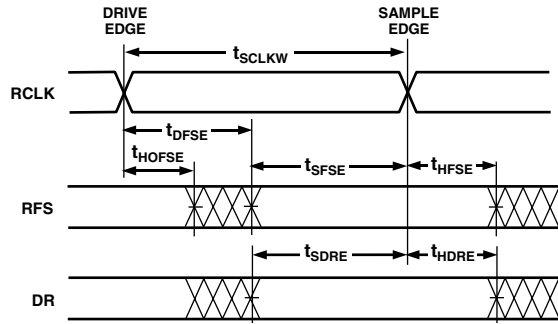 DRIVE EDGE
SAMPLE EDGE
tSCLKW
RCLK
tDFSE
tHOFSE
tSFSE
tHFSE
RFS
tSDRE
tHDRE
DR